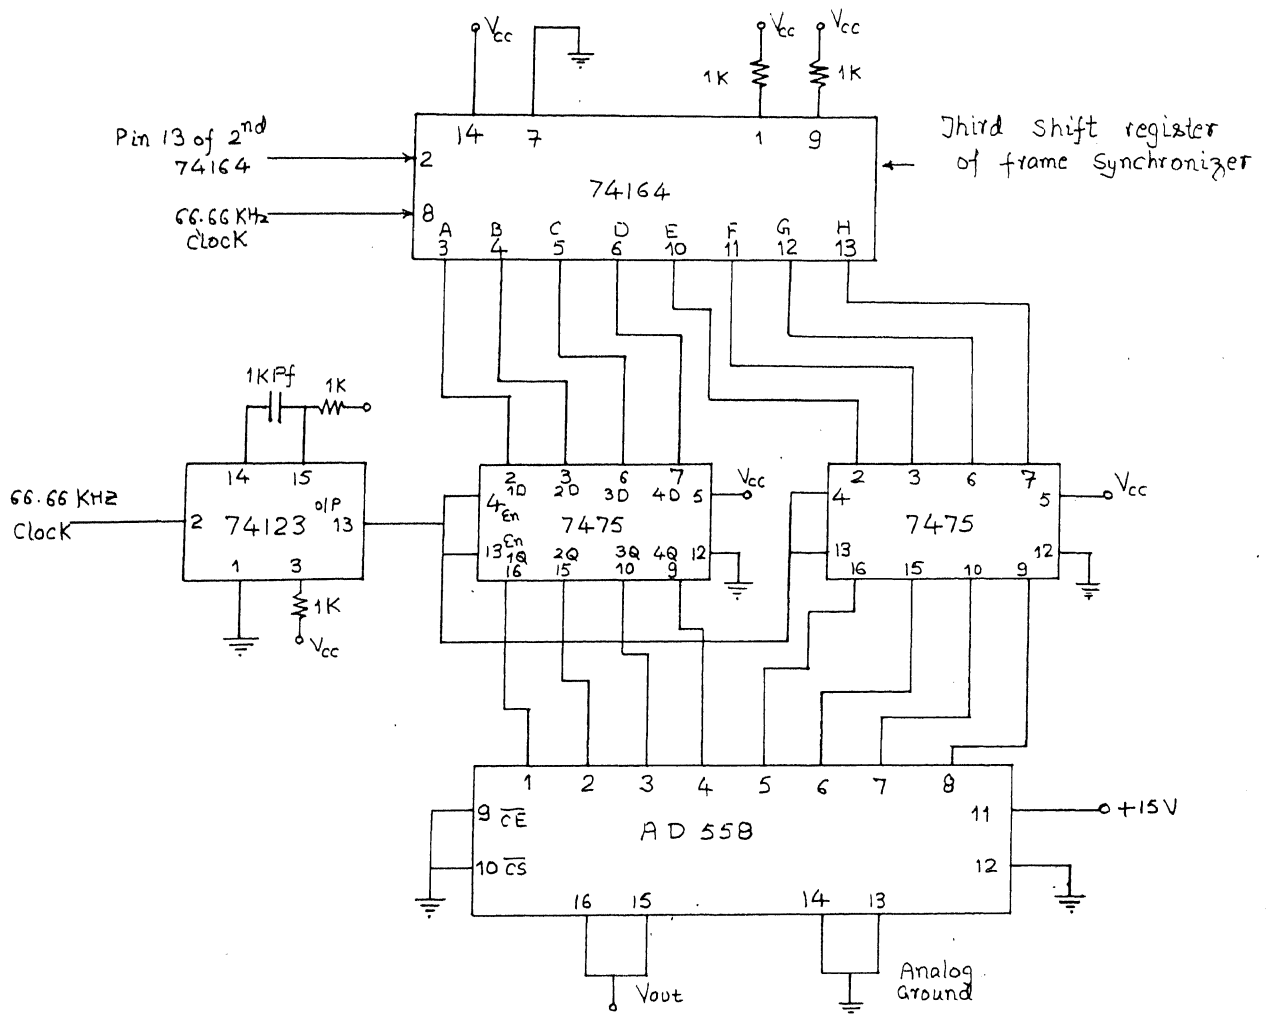 Vcc
Vcc
Vcc
1K
1K
Pin 13 of 2nd
74164
66.66 KHz
Clock
14
7
1
9
2
8
74164
A
B
C
D
E
F
G
H
3
4
5
6
10
11
12
13
Third Shift register
of frame Synchronizer
1KPf
1K
66.66 KHZ
Clock
14
15
2
74123
O/P
13
1
3
1K
Vcc
2
3
6
7
1D
2D
3D
4D
5
Vcc
4
En
7475
En
13
1Q
2Q
3Q
4Q
12
16
15
10
9
2
3
6
7
4
5
Vcc
7475
13
12
16
15
10
9
1
2
3
4
5
6
7
8
9 CE
AD 558
11
+15V
10 CS
12
16
15
14
13
Vout
Analog
Ground